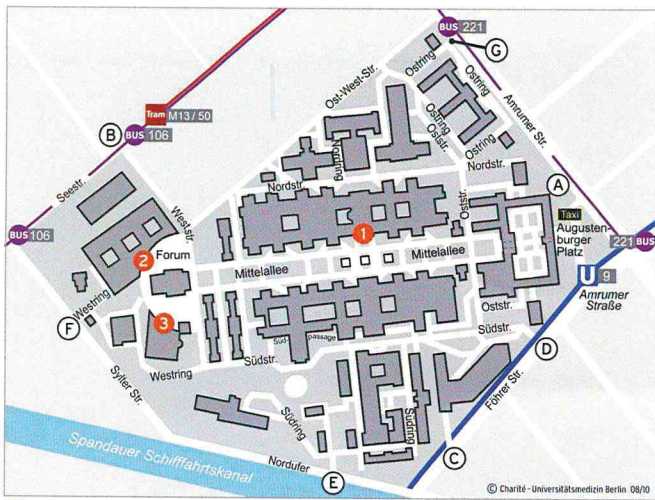 BUS 221
G
Ostring
Ostring
Amrumer Str.
Ost-West-Str.
Tram M13 / 50
B
BUS 106
Ostring
Oststr.
Ostring
Nordring
Nordstr.
Seestr.
Nordstr.
A
Weststr.
Oststr.
Taxi
BUS 106
1
Augusten-
burger
Platz
221 BUS
2
Forum
Mittelallee
Mittelallee
U 9
Amrumer
Straße
Westring
F
3
Oststr.
Südstr.
D
Süd passage
Westring
Südstr.
Sylter Str.
Föhrer Str.
Südring
Südring
C
Spandauer Schifffahrtskanal
Nordufer
E
© Charité - Universitätsmedizin Berlin 08/10